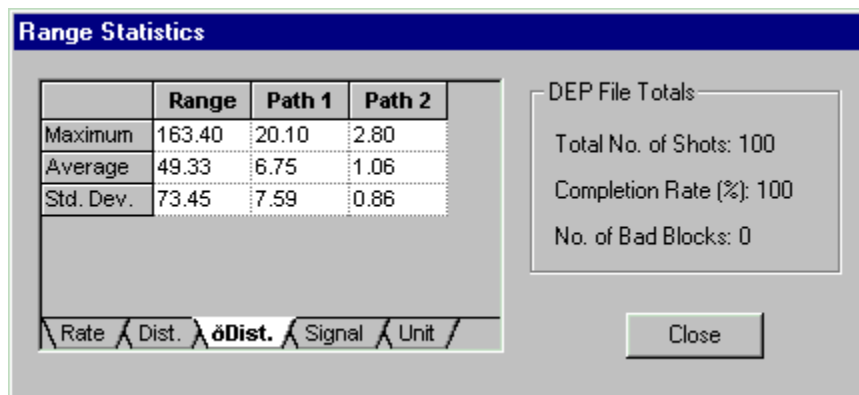 Range Statistics
Range Path 1 Path 2
Maximum 163.40 20.10 2.80
Average 49.33 6.75 1.06
Std. Dev. 73.45 7.59 0.86
Rate Dist. öDist. Signal Unit
DEP File Totals
Total No. of Shots: 100
Completion Rate (%): 100
No. of Bad Blocks: 0
Close